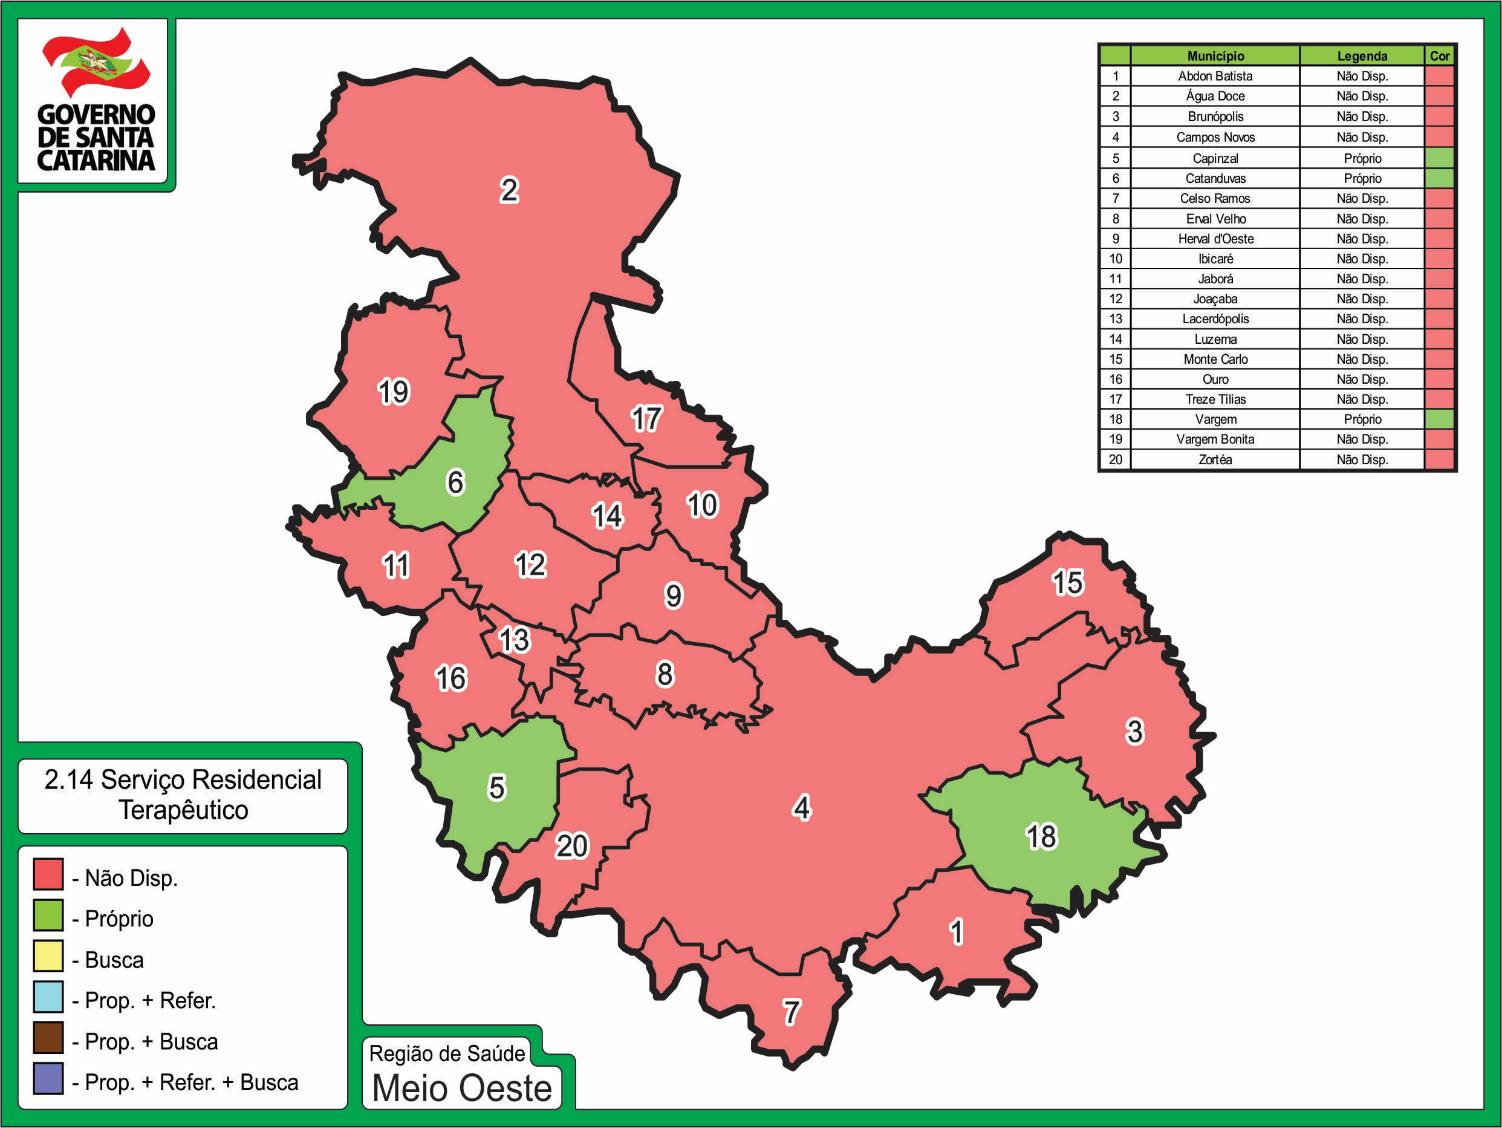 GOVERNO
DE SANTA
CATARINA
Município Legenda Cor
1 Abdon Batista Não Disp.
2 Água Doce Não Disp.
3 Brunópolis Não Disp.
4 Campos Novos Não Disp.
5 Capinzal Próprio
6 Catanduvas Próprio
7 Celso Ramos Não Disp.
8 Erval Velho Não Disp.
9 Herval d'Oeste Não Disp.
10 Ibicaré Não Disp.
11 Jaborá Não Disp.
12 Joaçaba Não Disp.
13 Lacerdópolis Não Disp.
14 Luzerna Não Disp.
15 Monte Carlo Não Disp.
16 Ouro Não Disp.
17 Treze Tílias Não Disp.
18 Vargem Próprio
19 Vargem Bonita Não Disp.
20 Zortéa Não Disp.
2
19
17
6
10
14
11
12
15
9
13
8
16
3
5
4
18
20
1
7
2.14 Serviço Residencial
Terapêutico
- Não Disp.
- Próprio
- Busca
- Prop. + Refer.
- Prop. + Busca
- Prop. + Refer. + Busca
Região de Saúde
Meio Oeste